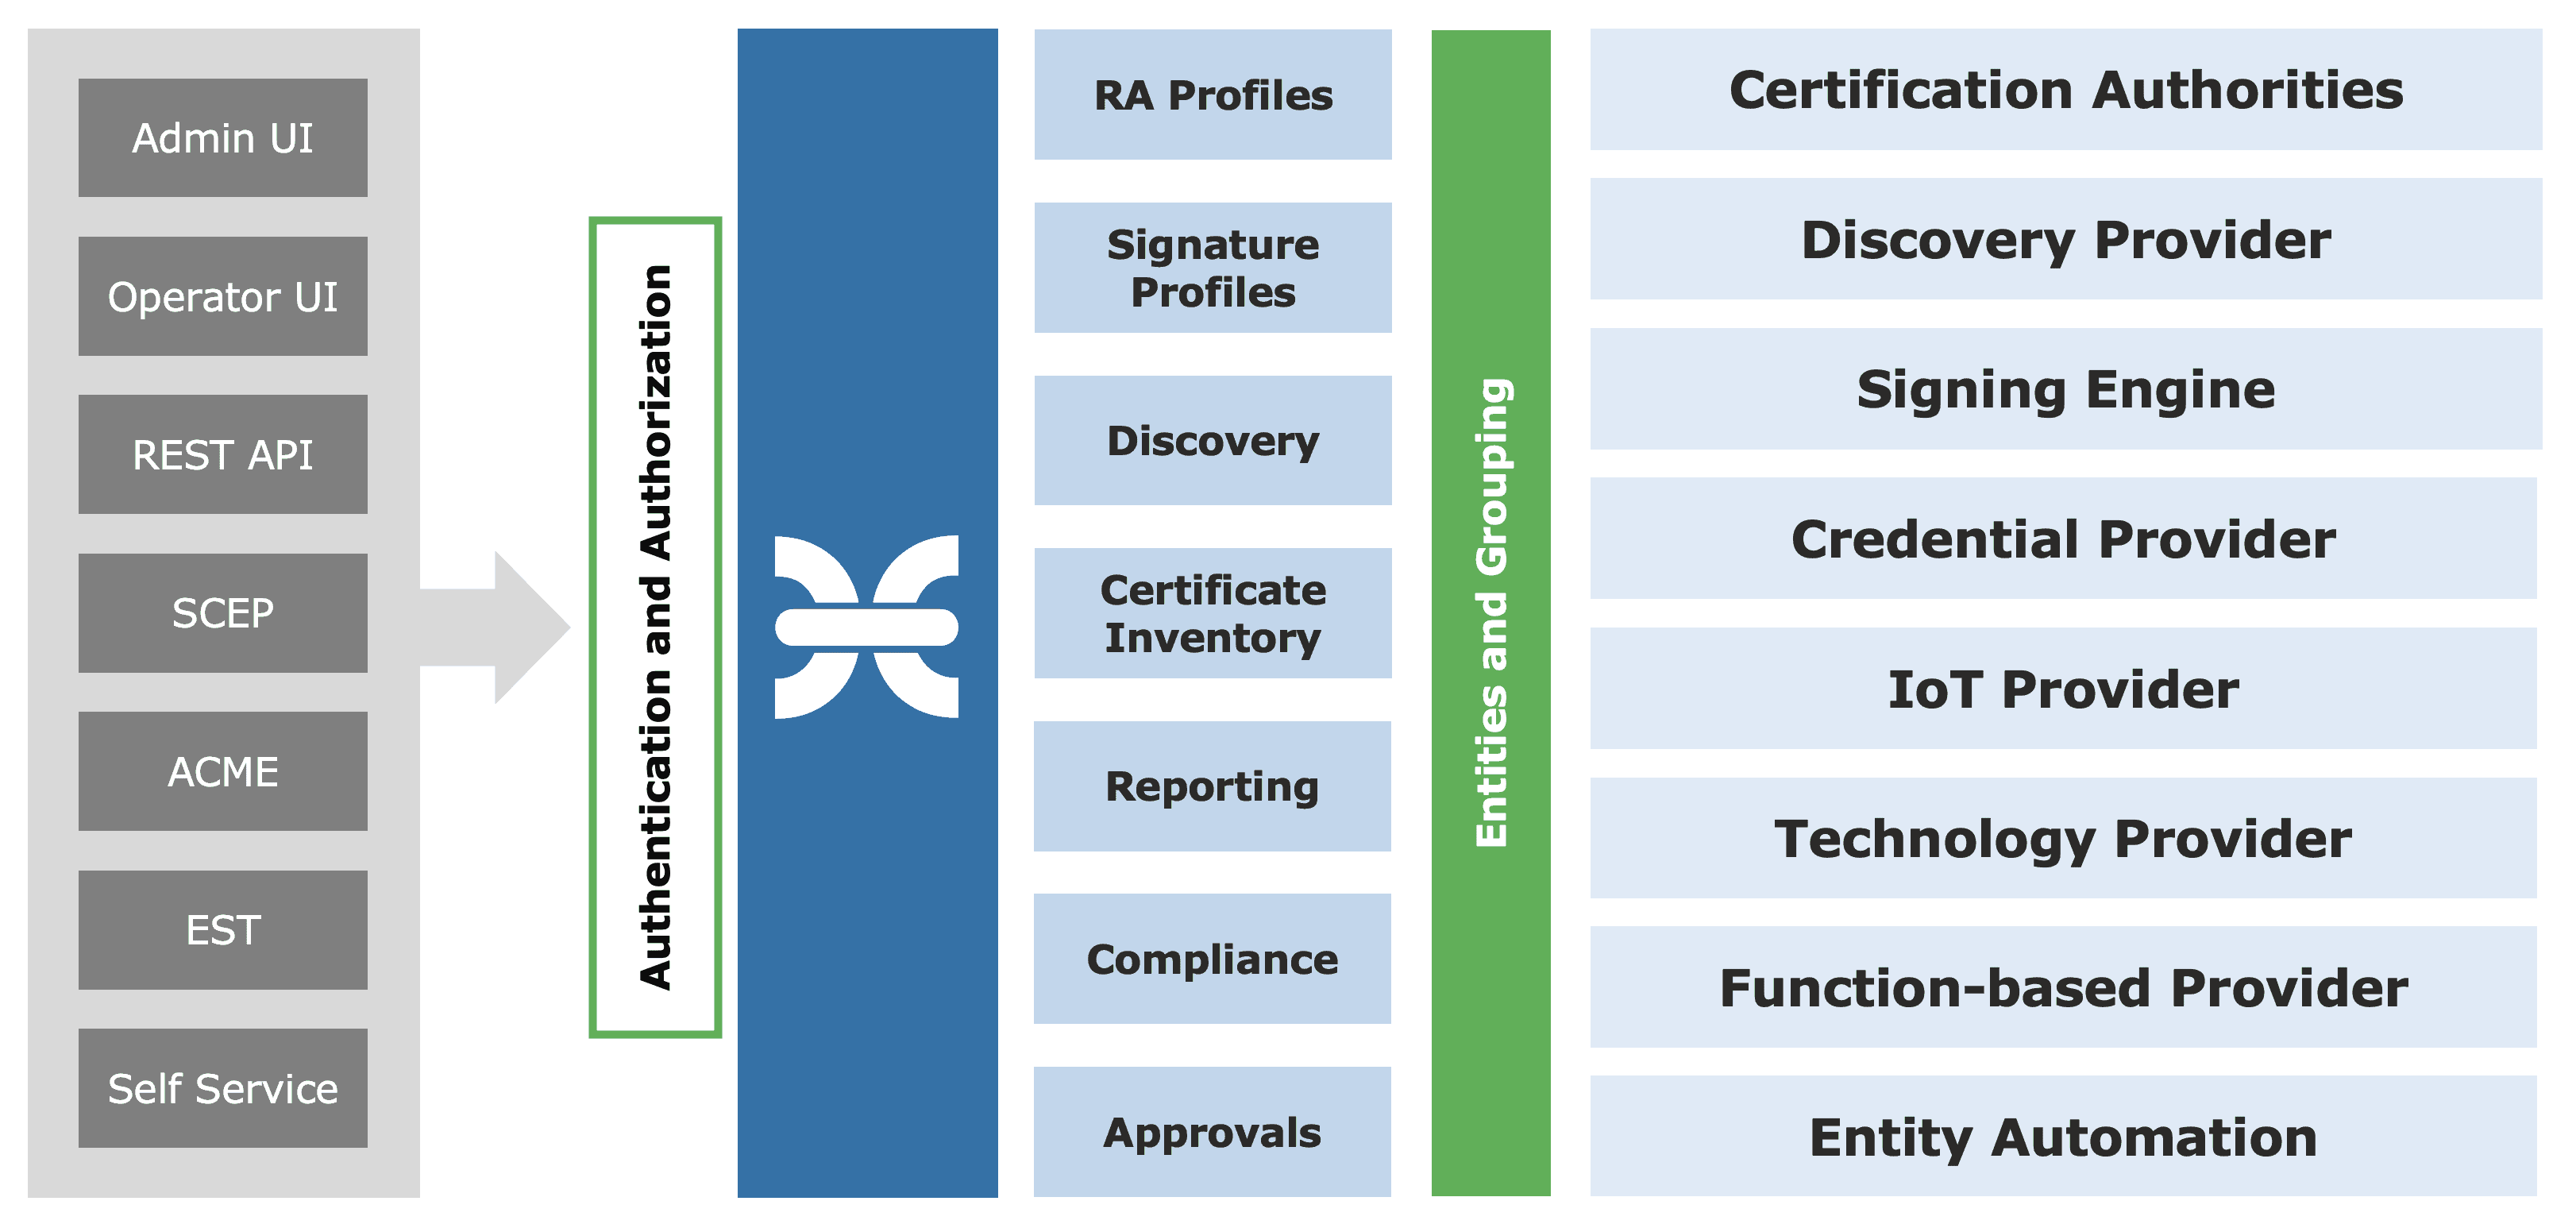 Admin UI
Operator UI
REST API
SCEP
ACME
EST
Self Service
Authentication and Authorization
RA Profiles
Signature
Profiles
Discovery
Certificate
Inventory
Reporting
Compliance
Approvals
Entities and Grouping
Certification Authorities
Discovery Provider
Signing Engine
Credential Provider
IoT Provider
Technology Provider
Function-based Provider
Entity Automation